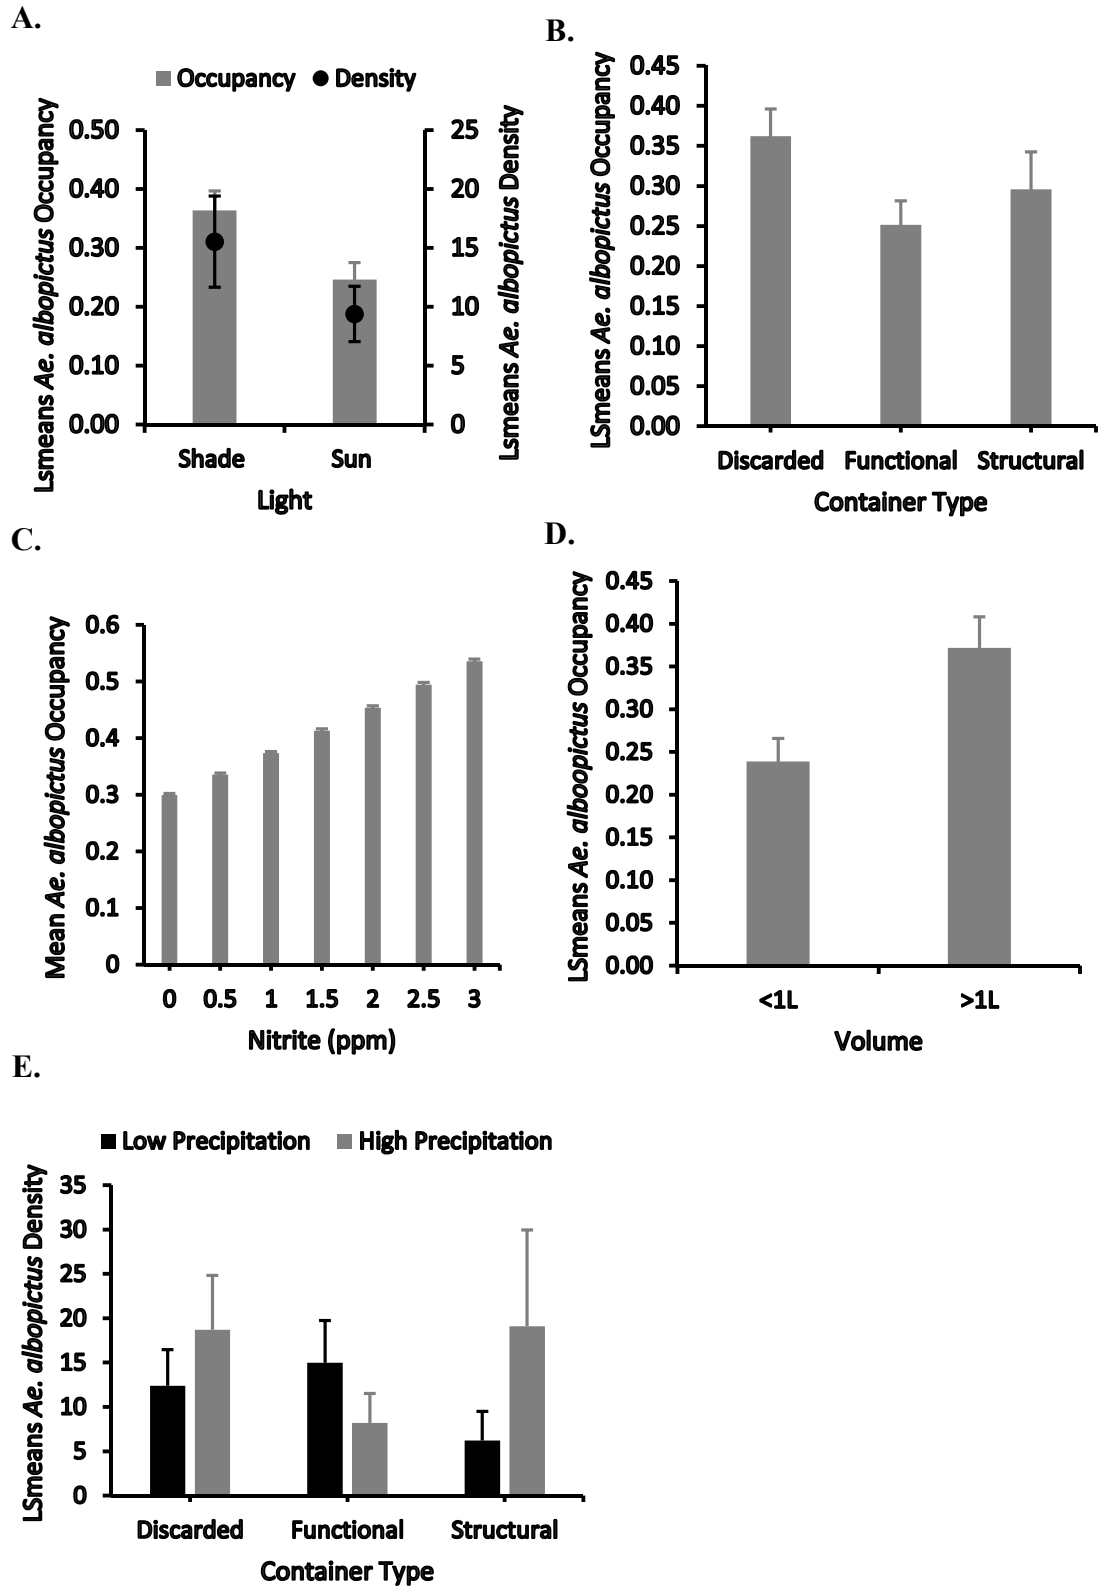 A.
Occupancy Density
Lsmeans Ae. albopictus Occupancy
0.50
0.40
0.30
0.20
0.10
0.00
25
20
15
10
5
0
Lsmeans Ae. albopictus Density
Shade Sun
Light
B.
LSmeans Ae. albopictus Occupancy
0.45
0.40
0.35
0.30
0.25
0.20
0.15
0.10
0.05
0.00
Discarded Functional Structural
Container Type
C.
Mean Ae. albopictus Occupancy
0.6
0.5
0.4
0.3
0.2
0.1
0
0 0.5 1 1.5 2 2.5 3
Nitrite (ppm)
D.
LSmeans Ae. alboopictus Occupancy
0.45
0.40
0.35
0.30
0.25
0.20
0.15
0.10
0.05
0.00
<1L >1L
Volume
E.
Low Precipitation High Precipitation
LSmeans Ae. albopictus Density
35
30
25
20
15
10
5
0
Discarded Functional Structural
Container Type